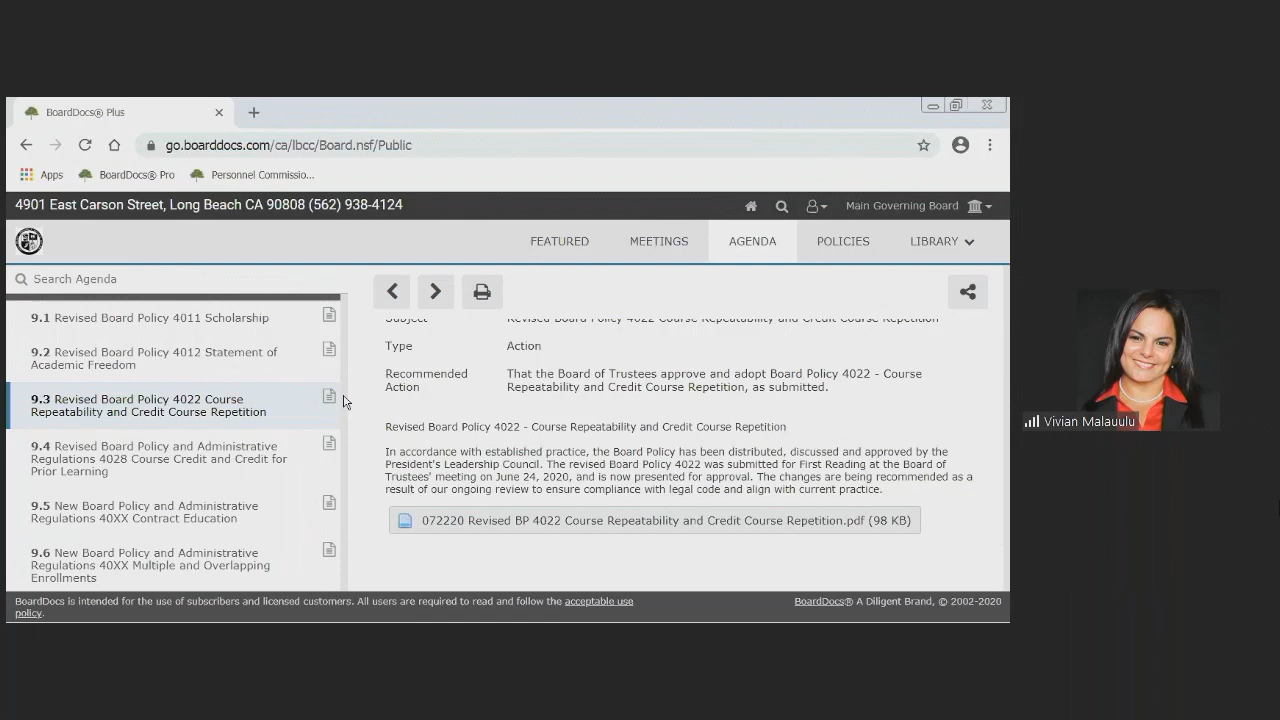 BoardDocs® Plus
go.boarddocs.com/ca/lbcc/Board.nsf/Public
Apps
BoardDocs® Pro
Personnel Commissio...
4901 East Carson Street, Long Beach CA 90808 (562) 938-4124
Main Governing Board
FEATURED
MEETINGS
AGENDA
POLICIES
LIBRARY
Search Agenda
9.1 Revised Board Policy 4011 Scholarship
9.2 Revised Board Policy 4012 Statement of
Academic Freedom
9.3 Revised Board Policy 4022 Course
Repeatability and Credit Course Repetition
9.4 Revised Board Policy and Administrative
Regulations 4028 Course Credit and Credit for
Prior Learning
9.5 New Board Policy and Administrative
Regulations 40XX Contract Education
9.6 New Board Policy and Administrative
Regulations 40XX Multiple and Overlapping
Enrollments
Subject
Revised Board Policy 4022 Course Repeatability and Credit Course Repetition
Type
Action
Recommended
Action
That the Board of Trustees approve and adopt Board Policy 4022 - Course
Repeatability and Credit Course Repetition, as submitted.
Revised Board Policy 4022 - Course Repeatability and Credit Course Repetition
In accordance with established practice, the Board Policy has been distributed, discussed and approved by the
President's Leadership Council. The revised Board Policy 4022 was submitted for First Reading at the Board of
Trustees' meeting on June 24, 2020, and is now presented for approval. The changes are being recommended as a
result of our ongoing review to ensure compliance with legal code and align with current practice.
072220 Revised BP 4022 Course Repeatability and Credit Course Repetition.pdf (98 KB)
BoardDocs is intended for the use of subscribers and licensed customers. All users are required to read and follow the acceptable use
policy.
BoardDocs® A Diligent Brand, © 2002-2020
Vivian Malauulu